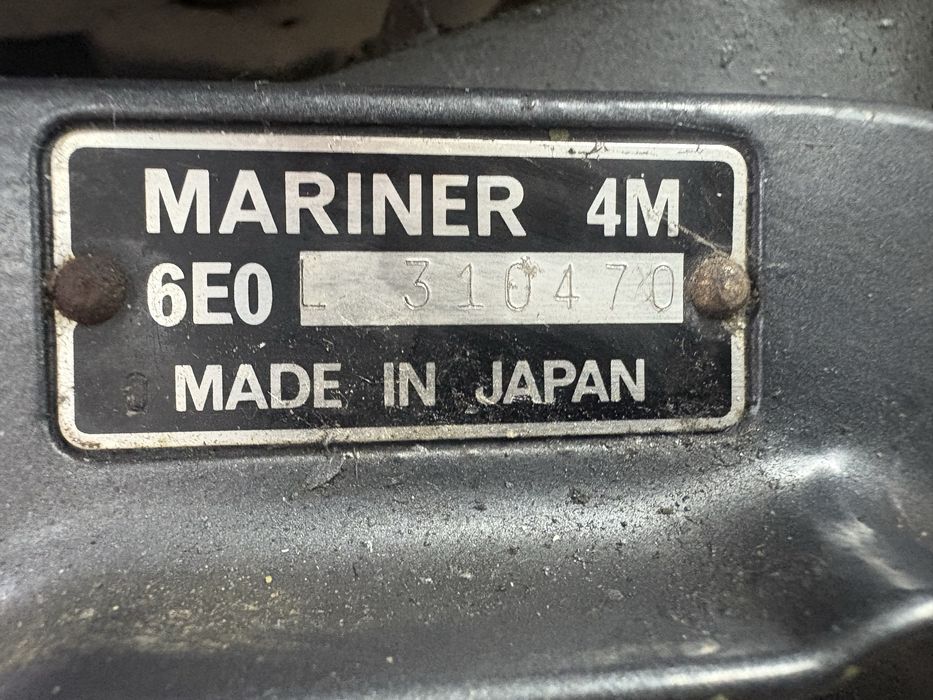 MARINER 4M
6E0 L 310470
MADE IN JAPAN